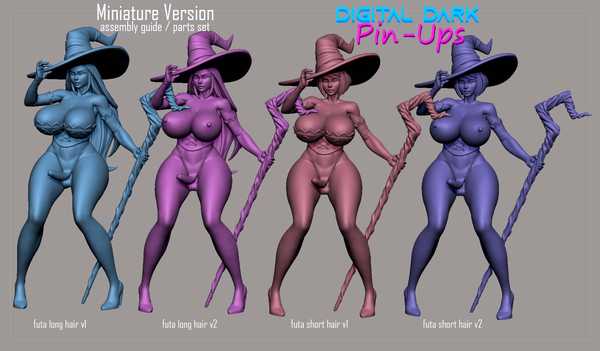 Miniature Version
assembly guide / parts set
DIGITAL DARK
Pin-Ups
futa long hair v1
futa long hair v2
futa short hair v1
futa short hair v2